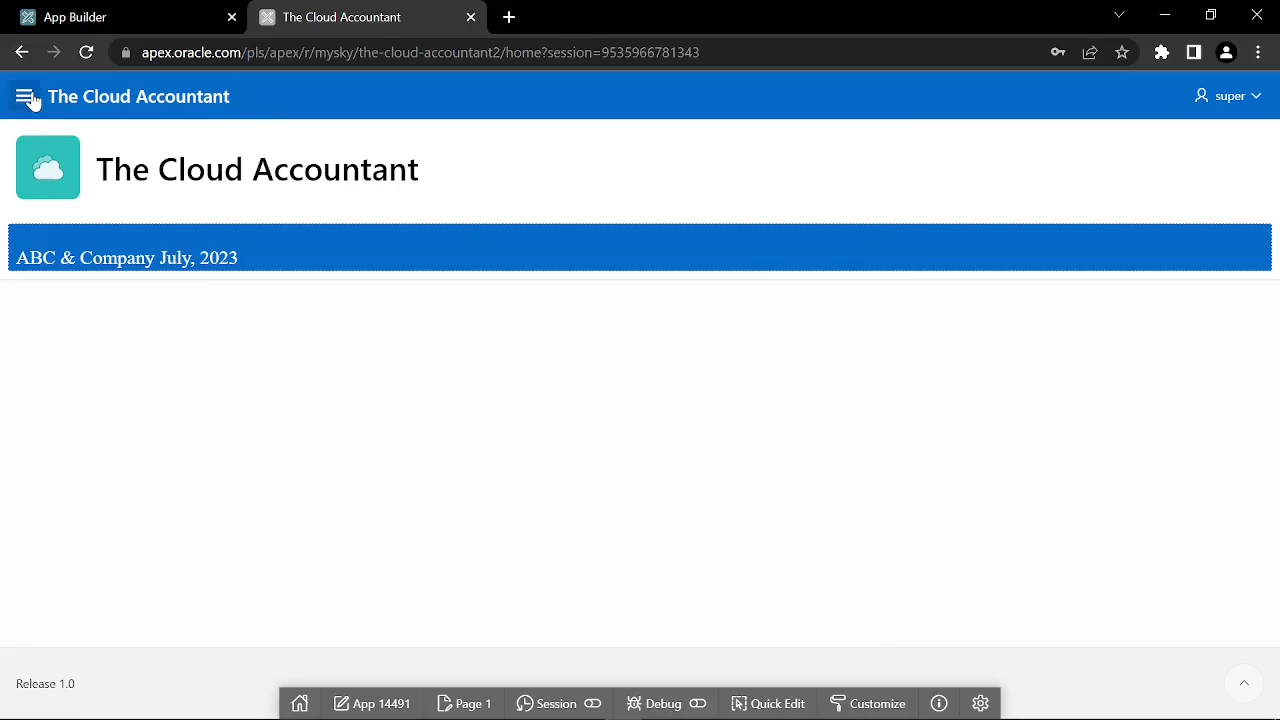 App Builder
The Cloud Accountant
apex.oracle.com/pls/apex/r/mysky/the-cloud-accountant2/home?session=9535966781343
The Cloud Accountant
super
The Cloud Accountant
ABC & Company July, 2023
Release 1.0
App 14491
Page 1
Session
Debug
Quick Edit
Customize